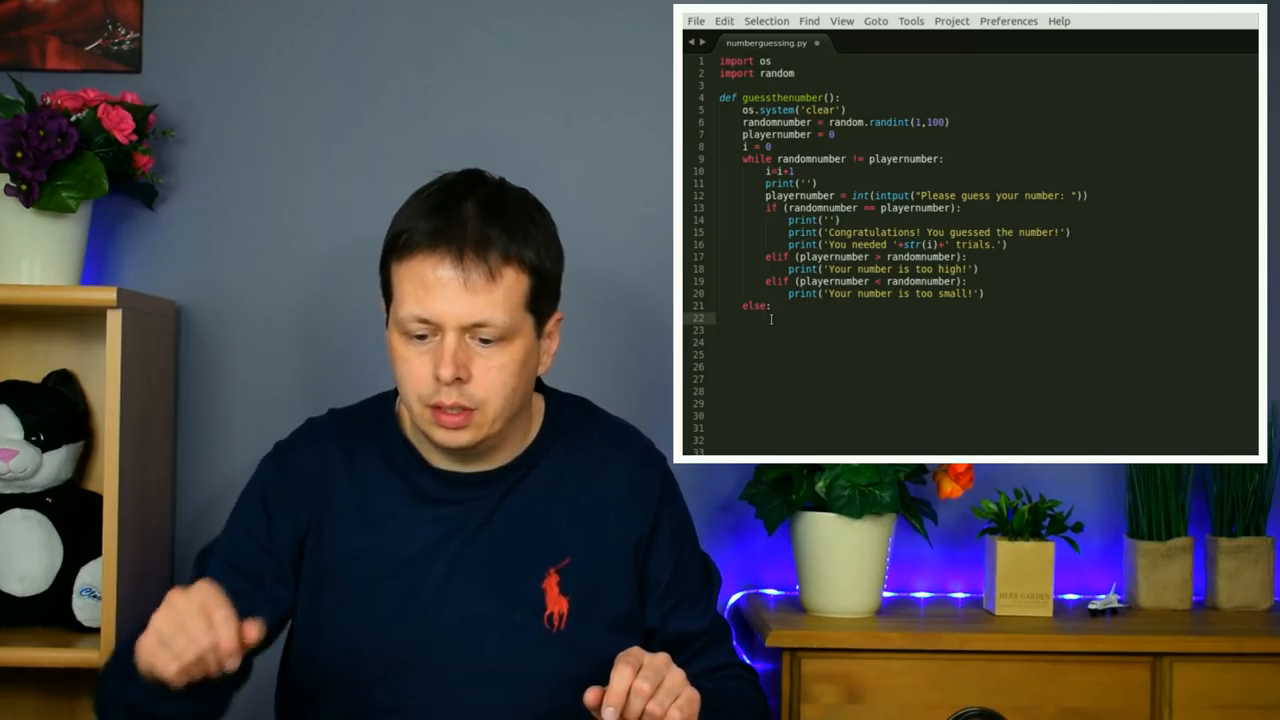 File Edit Selection Find View Goto Tools Project Preferences Help
numberguessing.py
1 import os
2 import random
3
4 def guessthenumber():
5 os.system('clear')
6 randomnumber = random.randint(1,100)
7 playernumber = 0
8 i = 0
9 while randomnumber != playernumber:
10 i=i+1
11 print('')
12 playernumber = int(intput("Please guess your number: "))
13 if (randomnumber == playernumber):
14 print('')
15 print('Congratulations! You guessed the number!')
16 print('You needed '+str(i)+' trials.')
17 elif (playernumber > randomnumber):
18 print('Your number is too high!')
19 elif (playernumber < randomnumber):
20 print('Your number is too small!')
21 else:
22
23
24
25
26
27
28
29
30
31
32
33
HERB GARDEN